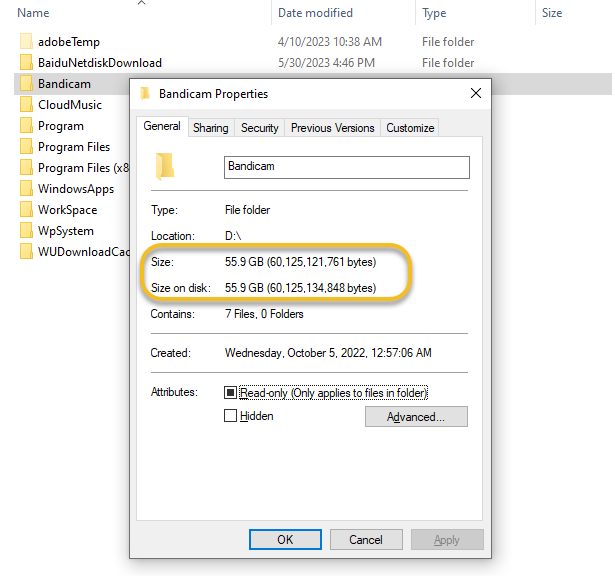 Name Date modified Type Size
adobeTemp 4/10/2023 10:38 AM File folder
BaiduNetdiskDownload 5/30/2023 4:46 PM File folder
Bandicam
CloudMusic
Program
Program Files
Program Files (x8
WindowsApps
WorkSpace
WpSystem
WUDownloadCac
Bandicam Properties
General Sharing Security Previous Versions Customize
Bandicam
Type: File folder
Location: D:\
Size: 55.9 GB (60,125,121,761 bytes)
Size on disk: 55.9 GB (60,125,134,848 bytes)
Contains: 7 Files, 0 Folders
Created: Wednesday, October 5, 2022, 12:57:06 AM
Attributes: Read-only (Only applies to files in folder)
Hidden Advanced...
OK Cancel Apply